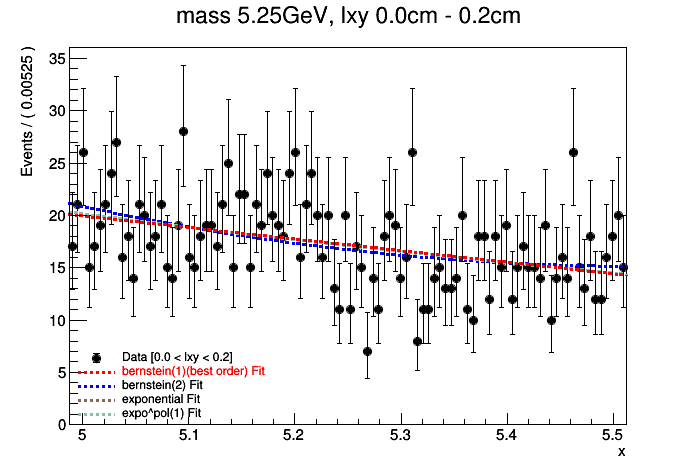 mass 5.25GeV, lxy 0.0cm - 0.2cm
Events / ( 0.00525 )
35
30
25
20
15
10
5
0
Data [0.0 < lxy < 0.2]
bernstein(1)(best order) Fit
bernstein(2) Fit
exponential Fit
expo^pol(1) Fit
5 5.1 5.2 5.3 5.4 5.5
x